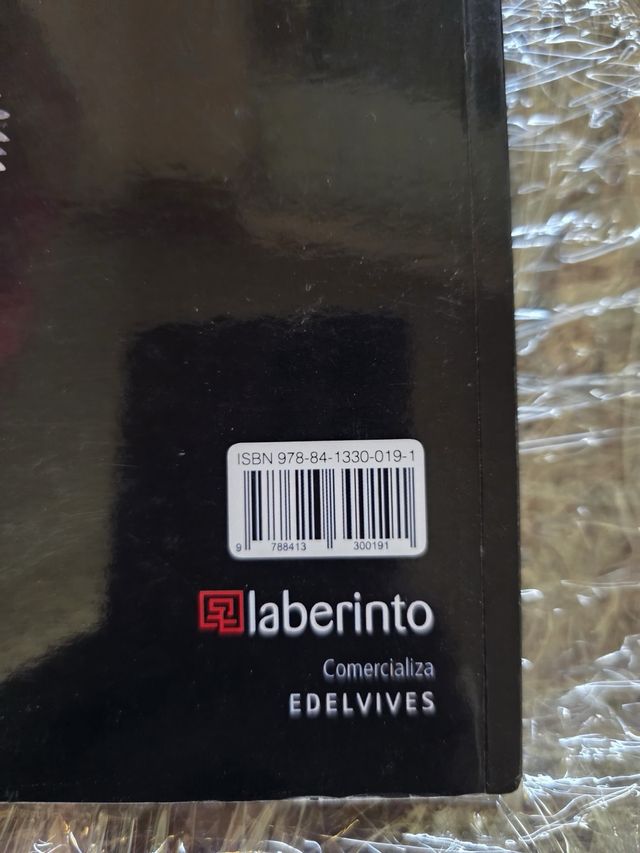 ISBN 978-84-1330-019-1
9 788413 300191
laberinto
Comercializa
EDELVIVES